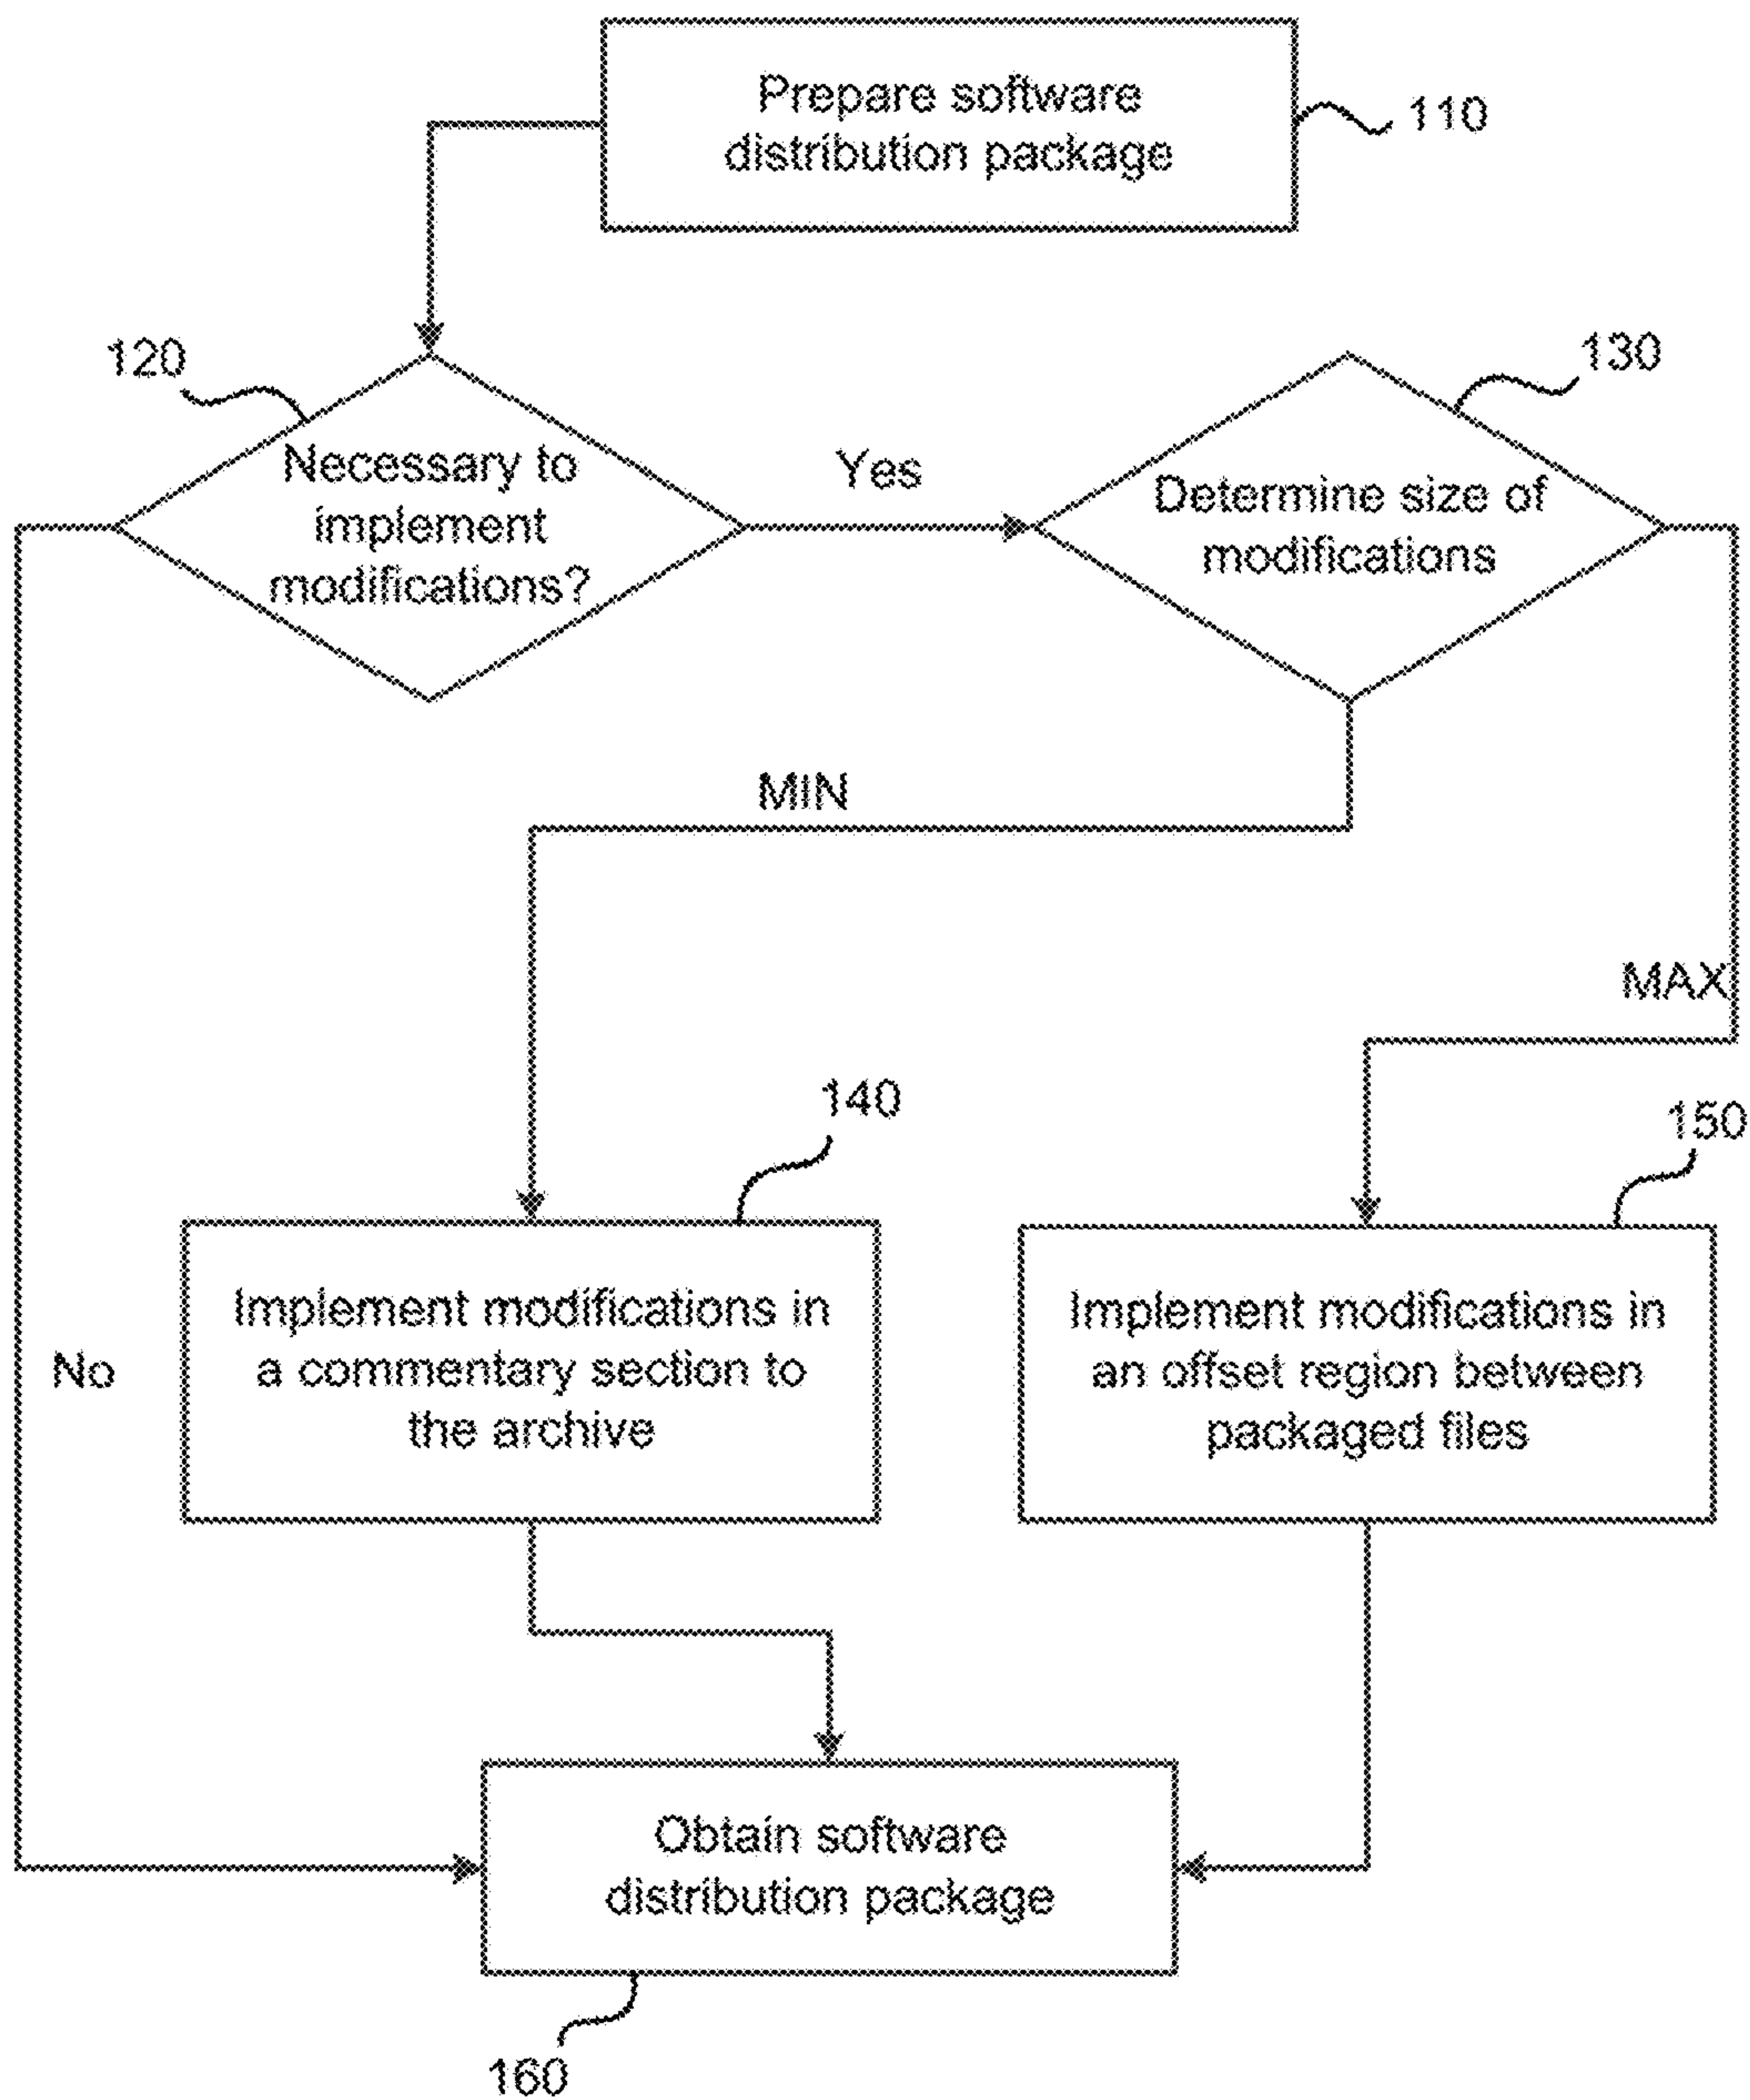 Prepare software
distribution package
110
120
Necessary to
implement
modifications?
Yes
130
Determine size of
modifications
MIN
MAX
140
150
Implement modifications in
a commentary section to
the archive
Implement modifications in
an offset region between
packaged files
No
Obtain software
distribution package
160